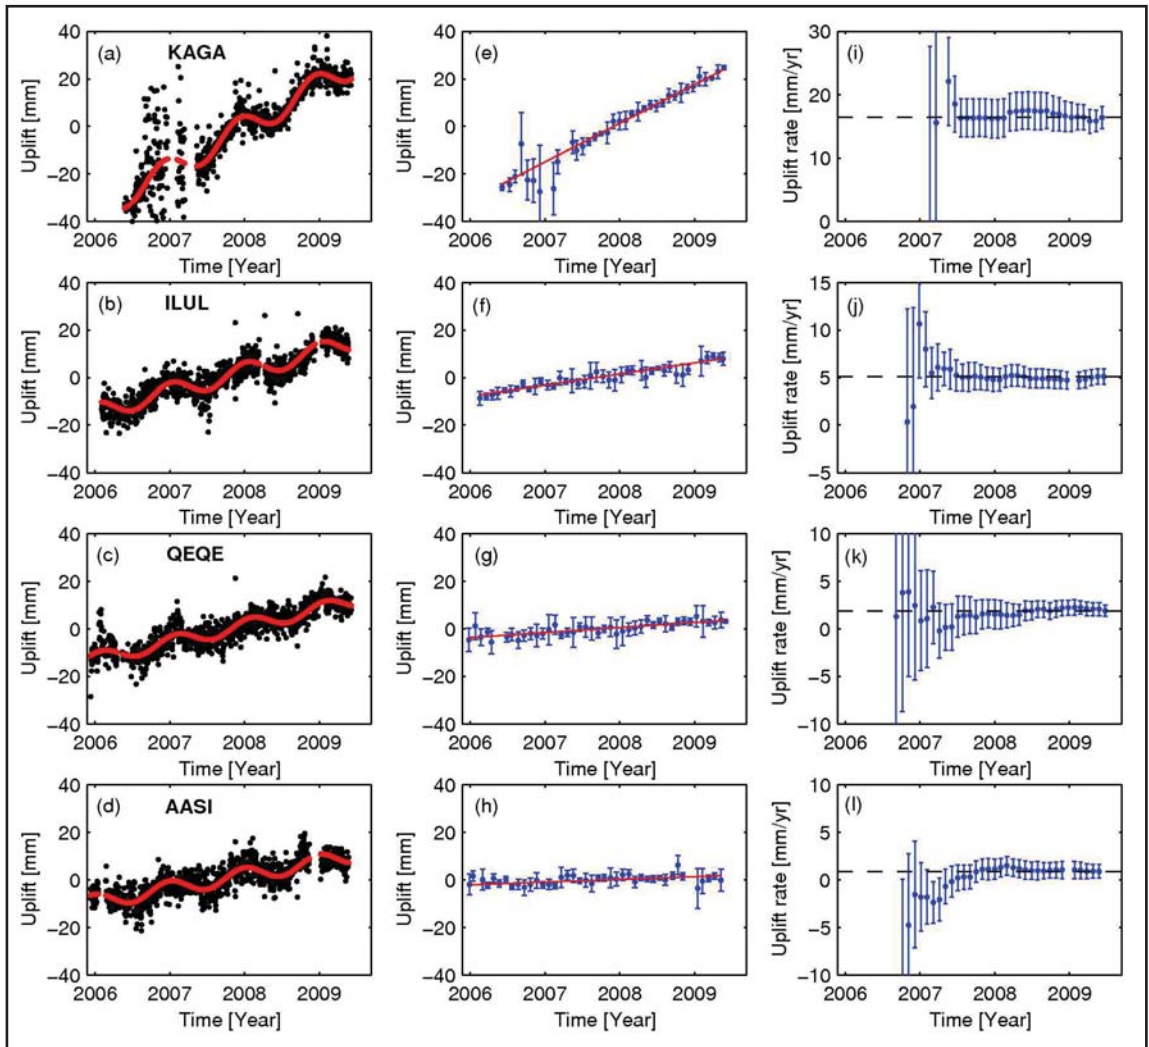 (a) KAGA
Uplift [mm]
40
20
0
−20
−40
2006 2007 2008 2009
Time [Year]
(e)
Uplift [mm]
40
20
0
−20
−40
2006 2007 2008 2009
Time [Year]
(i)
Uplift rate [mm/yr]
30
20
10
0
2006 2007 2008 2009
Time [Year]
(b) ILUL
Uplift [mm]
40
20
0
−20
−40
2006 2007 2008 2009
Time [Year]
(f)
Uplift [mm]
40
20
0
−20
−40
2006 2007 2008 2009
Time [Year]
(j)
Uplift rate [mm/yr]
15
10
5
0
−5
2006 2007 2008 2009
Time [Year]
(c) QEQE
Uplift [mm]
40
20
0
−20
−40
2006 2007 2008 2009
Time [Year]
(g)
Uplift [mm]
40
20
0
−20
−40
2006 2007 2008 2009
Time [Year]
(k)
Uplift rate [mm/yr]
10
5
0
−5
−10
2006 2007 2008 2009
Time [Year]
(d) AASI
Uplift [mm]
40
20
0
−20
−40
2006 2007 2008 2009
Time [Year]
(h)
Uplift [mm]
40
20
0
−20
−40
2006 2007 2008 2009
Time [Year]
(l)
Uplift rate [mm/yr]
10
5
0
−5
−10
2006 2007 2008 2009
Time [Year]